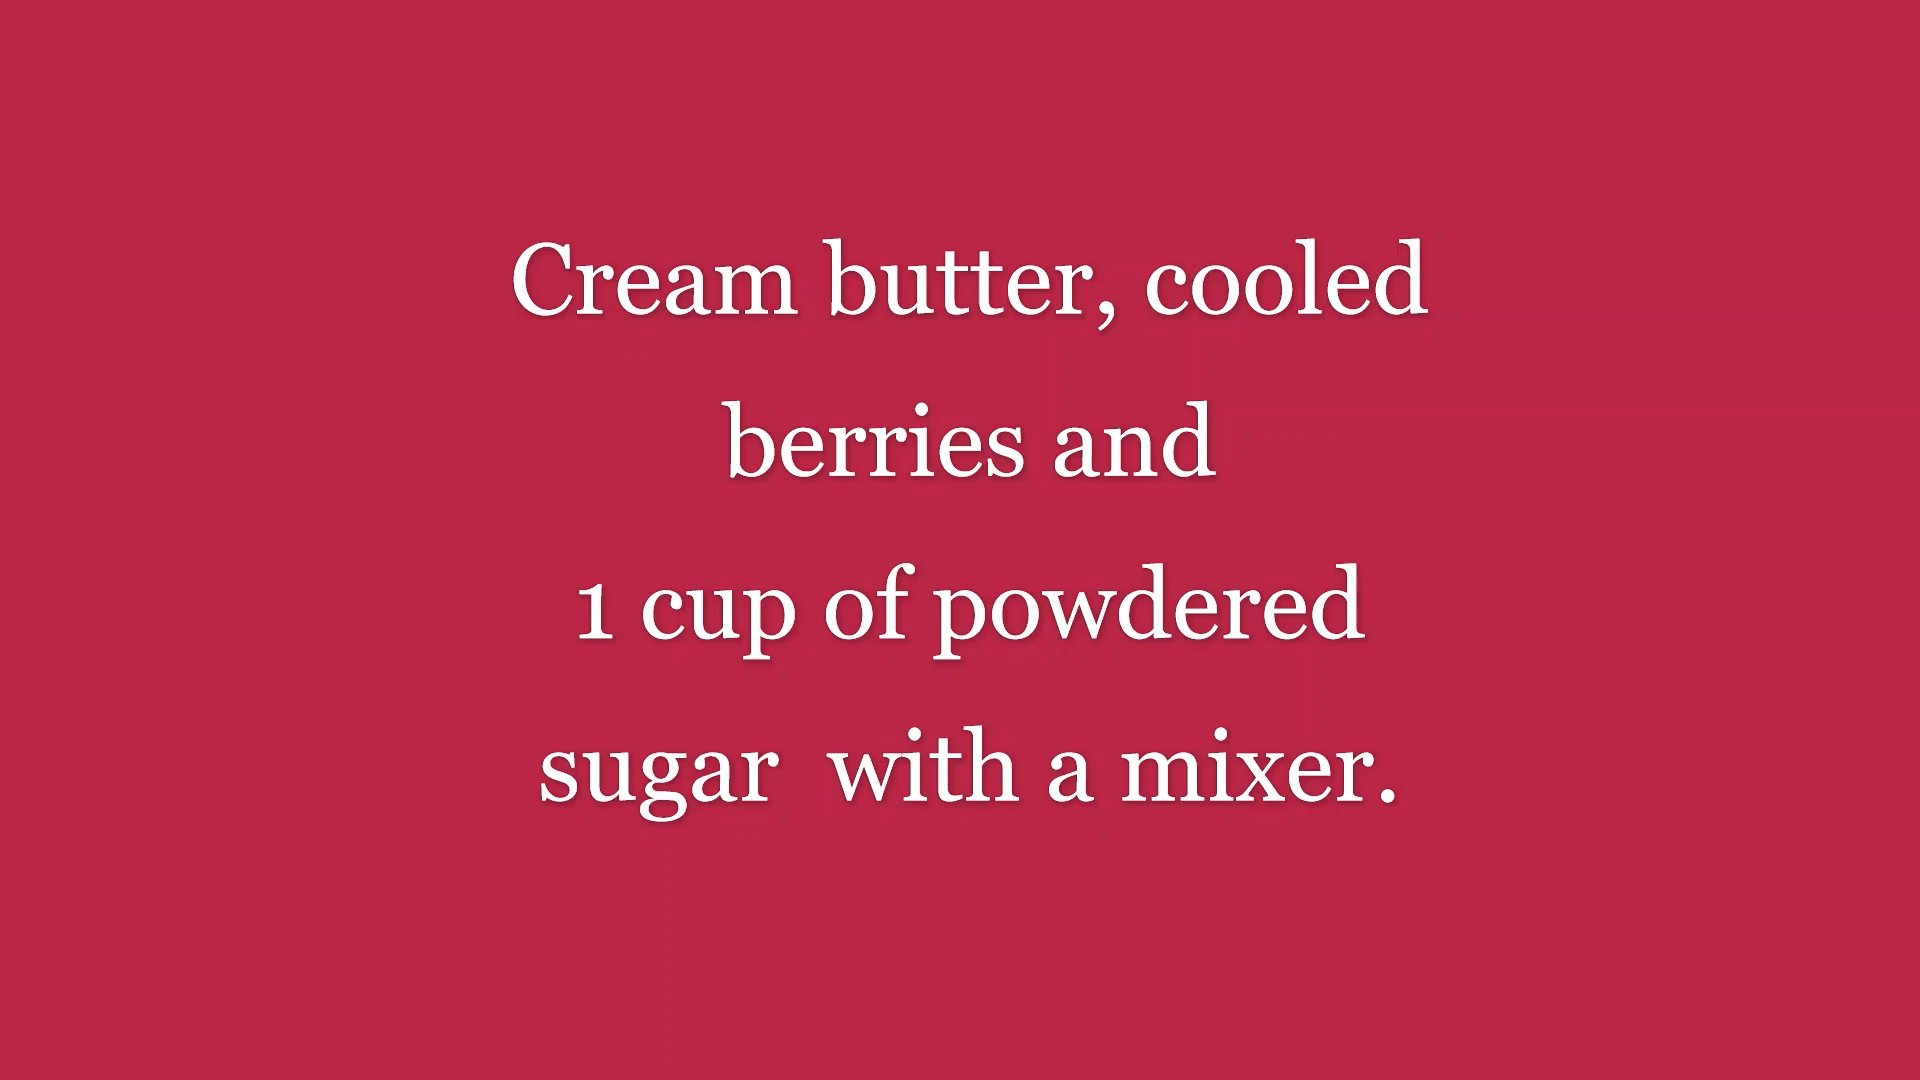 Cream butter, cooled
berries and
1 cup of powdered
sugar  with a mixer.